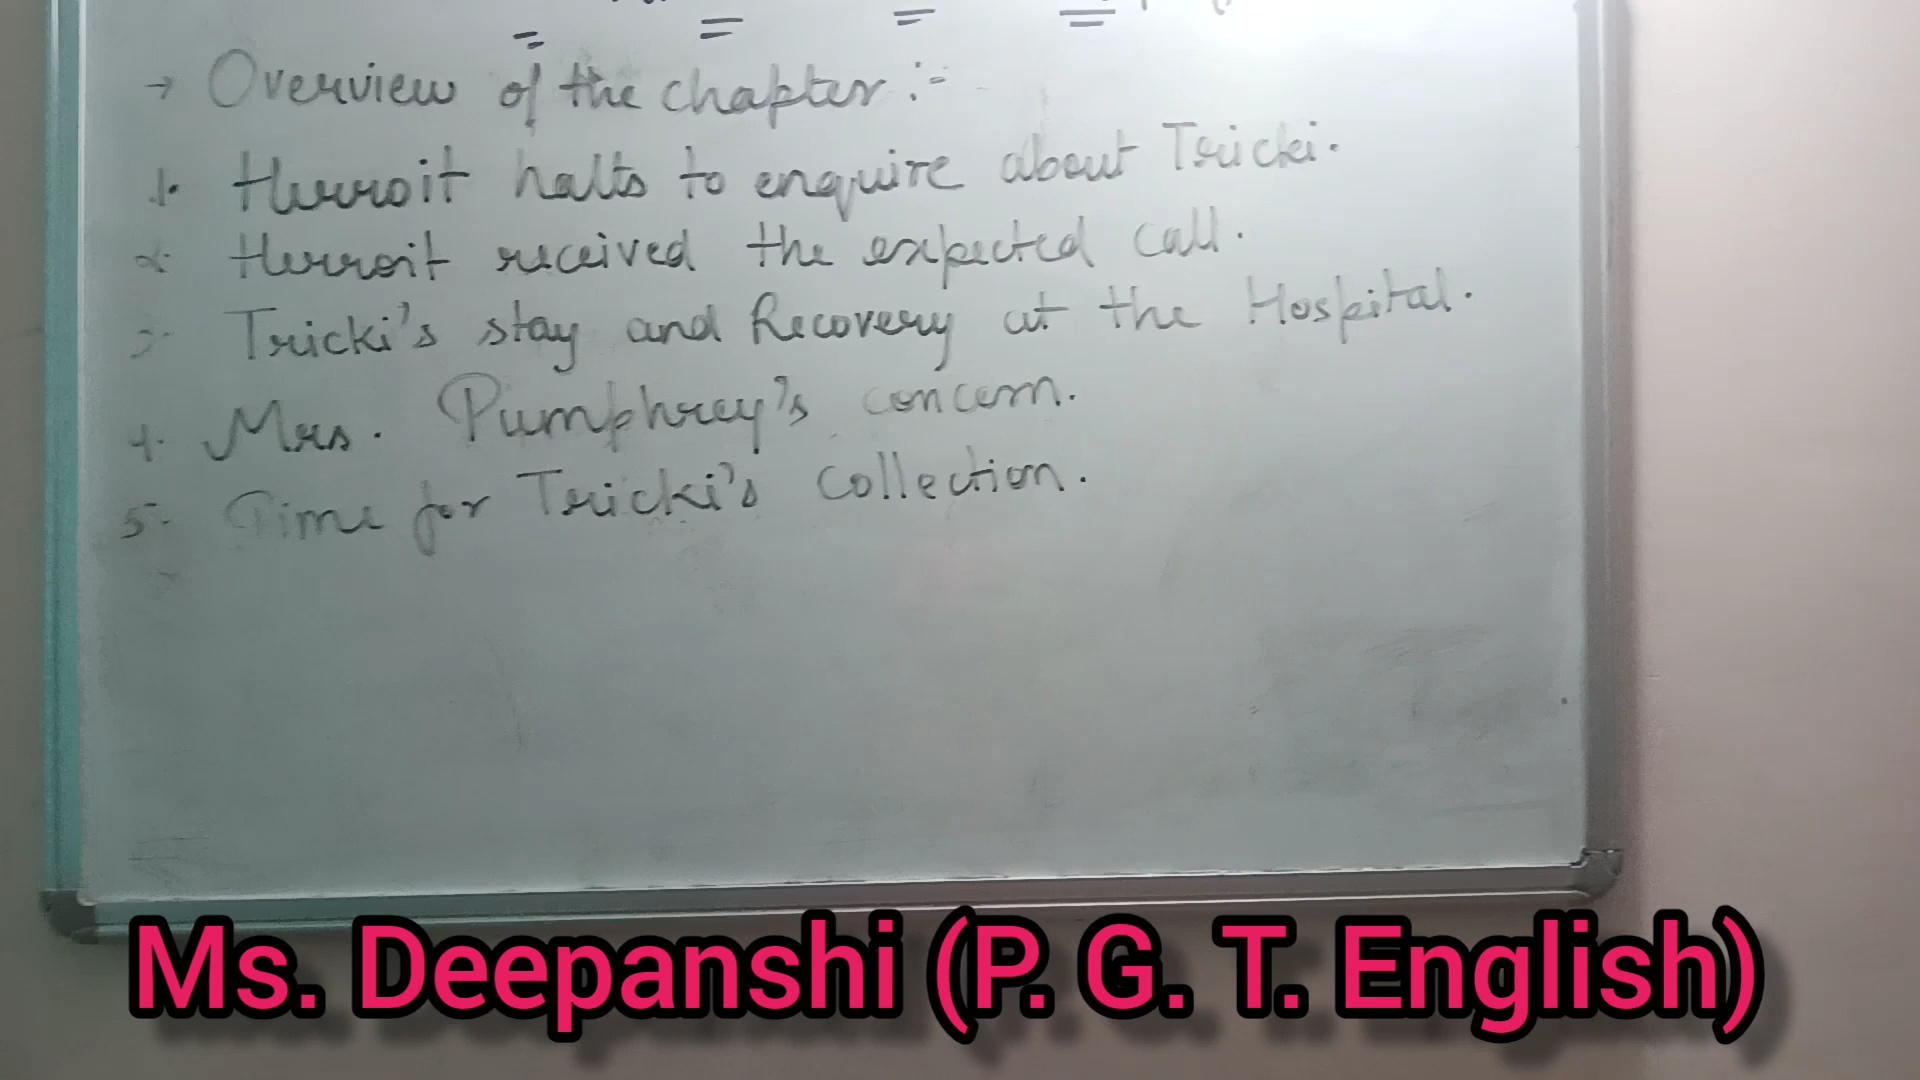 → Overview of the chapter :-
1. Herroit halts to enquire about Tricki.
2. Herroit received the expected call.
3. Tricki's stay and Recovery at the Hospital.
4. Mrs. Pumphrey's concern.
5. Time for Tricki's collection.
Ms. Deepanshi (P. G. T. English)